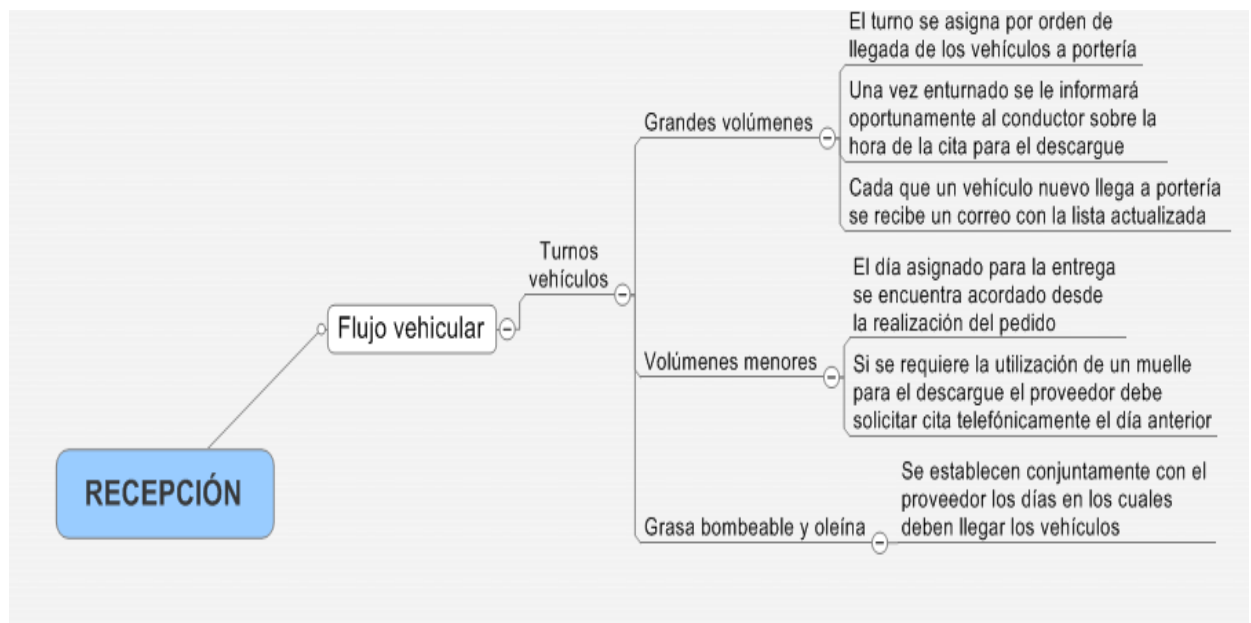 RECEPCIÓN
Flujo vehicular
Turnos
vehículos
Grandes volúmenes
El turno se asigna por orden de
llegada de los vehículos a portería
Una vez enturnado se le informará
oportunamente al conductor sobre la
hora de la cita para el descargue
Cada que un vehículo nuevo llega a portería
se recibe un correo con la lista actualizada
Volúmenes menores
El día asignado para la entrega
se encuentra acordado desde
la realización del pedido
Si se requiere la utilización de un muelle
para el descargue el proveedor debe
solicitar cita telefónicamente el día anterior
Grasa bombeable y oleína
Se establecen conjuntamente con el
proveedor los días en los cuales
deben llegar los vehículos